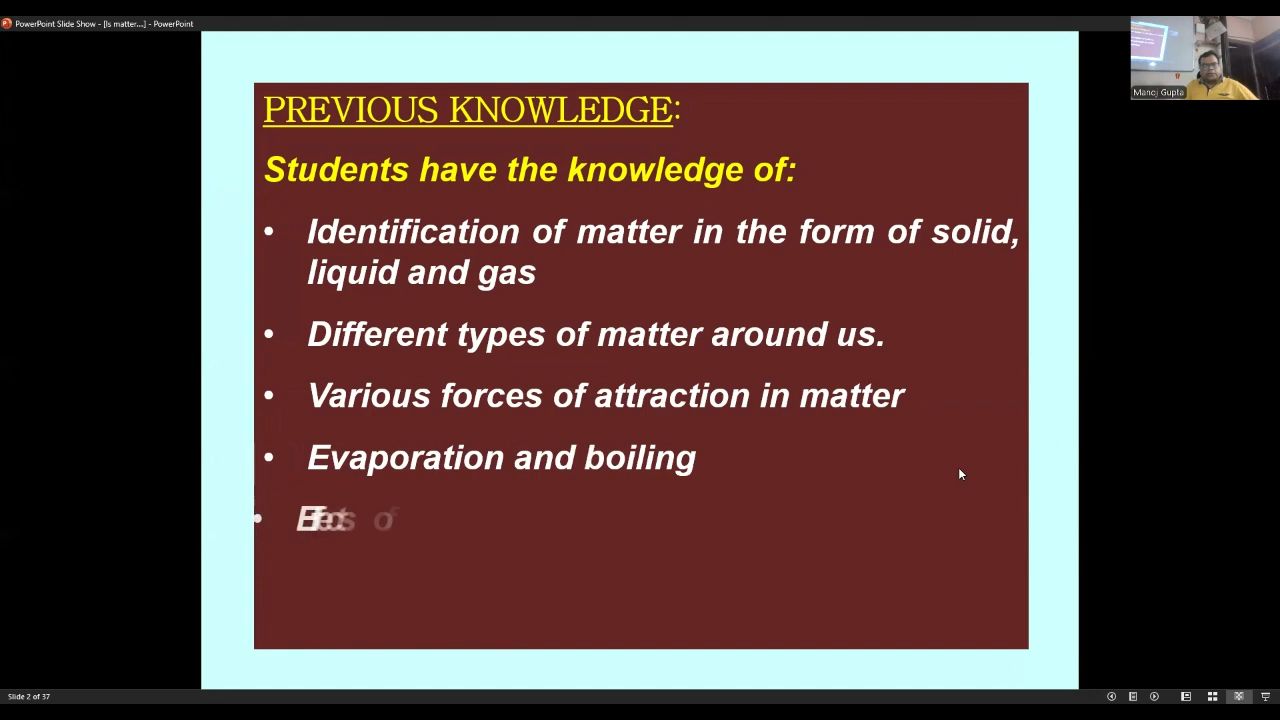 PowerPoint Slide Show - [Is matter...] - PowerPoint
Manoj Gupta
PREVIOUS KNOWLEDGE:
Students have the knowledge of:
• Identification of matter in the form of solid,
liquid and gas
• Different types of matter around us.
• Various forces of attraction in matter
• Evaporation and boiling
• Effects of
Slide 2 of 37